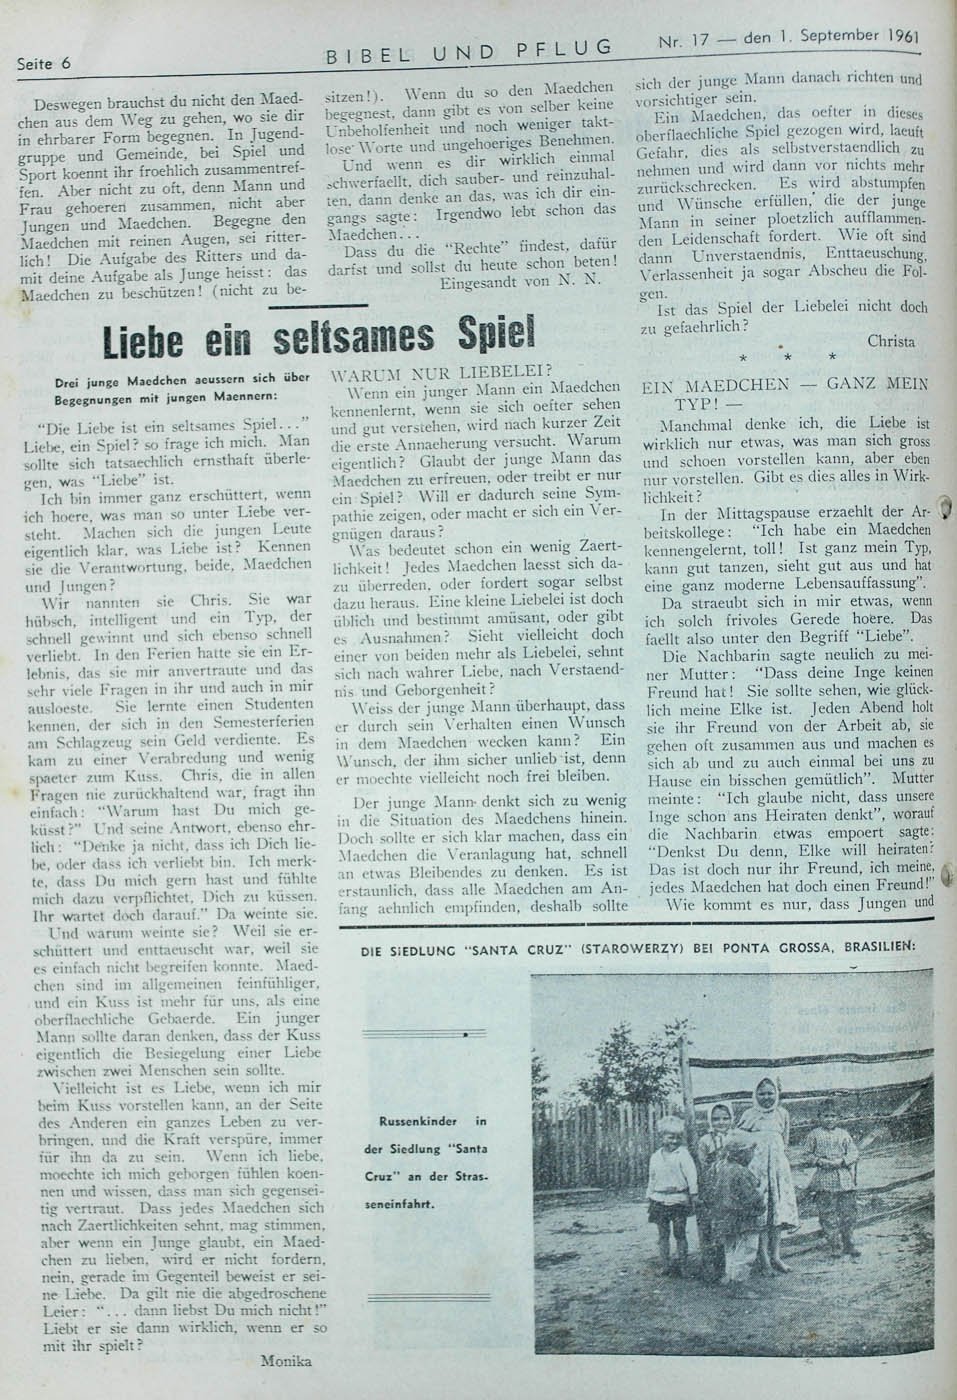 Seite 6
BIBEL UND PFLUG
Nr. 17 — den 1. September 1961
Deswegen brauchst du nicht den Maed-
chen aus dem Weg zu gehen, wo sie dir
in ehrbarer Form begegnen. In Jugend-
gruppe und Gemeinde, bei Spiel und
Sport koennt ihr froehlich zusammentref-
fen. Aber nicht zu oft, denn Mann und
Frau gehoeren zusammen, nicht aber
Jungen und Maedchen. Begegne den
Maedchen mit reinen Augen, sei ritter-
lich! Die Aufgabe des Ritters und da-
mit deine Aufgabe als Junge heisst: das
Maedchen zu beschützen! (nicht zu be-
sitzen!). Wenn du so den Maedchen
begegnest, dann gibt es von selber keine
Unbeholfenheit und noch weniger takt-
lose Worte und ungehoeriges Benehmen.
Und wenn es dir wirklich einmal
schwerfaellt, dich sauber- und reinzuhal-
ten, dann denke an das, was ich dir ein-
gangs sagte: Irgendwo lebt schon das
Maedchen...
Dass du die "Rechte" findest, dafür
darfst und sollst du heute schon beten!
Eingesandt von N. N.
Liebe ein seltsames Spiel
Drei junge Maedchen aeussern sich über
Begegnungen mit jungen Maennern:
"Die Liebe ist ein seltsames Spiel..."
Liebe, ein Spiel? so frage ich mich. Man
sollte sich tatsaechlich ernsthaft überle-
gen, was "Liebe" ist.
Ich bin immer ganz erschüttert, wenn
ich hoere, was man so unter Liebe ver-
steht. Machen sich die jungen Leute
eigentlich klar, was Liebe ist? Kennen
sie die Verantwortung, beide, Maedchen
und Jungen?
Wir nannten sie Chris. Sie war
hübsch, intelligent und ein Typ, der
schnell gewinnt und sich ebenso schnell
verliebt. In den Ferien hatte sie ein Er-
lebnis, das sie mir anvertraute und das
sehr viele Fragen in ihr und auch in mir
ausloeste. Sie lernte einen Studenten
kennen, der sich in den Semesterferien
am Schlagzeug sein Geld verdiente. Es
kam zu einer Verabredung und wenig
spaeter zum Kuss. Chris, die in allen
Fragen nie zurückhaltend war, fragt ihn
einfach: "Warum hast Du mich ge-
küsst?" Und seine Antwort, ebenso ehr-
lich: "Denke ja nicht, dass ich Dich lie-
be, oder dass ich verliebt bin. Ich merk-
te, dass Du mich gern hast und fühlte
mich dazu verpflichtet, Dich zu küssen.
Ihr wartet doch darauf." Da weinte sie.
Und warum weinte sie? Weil sie er-
schüttert und enttaeuscht war, weil sie
es einfach nicht begreifen konnte. Maed-
chen sind im allgemeinen feinfühliger,
und ein Kuss ist mehr für uns, als eine
oberflaechliche Gebaerde. Ein junger
Mann sollte daran denken, dass der Kuss
eigentlich die Besiegelung einer Liebe
zwischen zwei Menschen sein sollte.
Vielleicht ist es Liebe, wenn ich mir
beim Kuss vorstellen kann, an der Seite
des Anderen ein ganzes Leben zu ver-
bringen, und die Kraft verspüre, immer
für ihn da zu sein. Wenn ich liebe,
moechte ich mich geborgen fühlen koen-
nen und wissen, dass man sich gegensei-
tig vertraut. Dass jedes Maedchen sich
nach Zaertlichkeiten sehnt, mag stimmen,
aber wenn ein Junge glaubt, ein Maed-
chen zu lieben, wird er nicht fordern,
nein, gerade im Gegenteil beweist er sei-
ne Liebe. Da gilt nie die abgedroschene
Leier: "... dann liebst Du mich nicht!"
Liebt er sie dann wirklich, wenn er so
mit ihr spielt?
Monika
WARUM NUR LIEBELEI?
Wenn ein junger Mann ein Maedchen
kennenlernt, wenn sie sich oefter sehen
und gut verstehen, wird nach kurzer Zeit
die erste Annaeherung versucht. Warum
eigentlich? Glaubt der junge Mann das
Maedchen zu erfreuen, oder treibt er nur
ein Spiel? Will er dadurch seine Sym-
pathie zeigen, oder macht er sich ein Ver-
gnügen daraus?
Was bedeutet schon ein wenig Zaert-
lichkeit! Jedes Maedchen laesst sich da-
zu überreden, oder fordert sogar selbst
dazu heraus. Eine kleine Liebelei ist doch
üblich und bestimmt amüsant, oder gibt
es Ausnahmen? Sieht vielleicht doch
einer von beiden mehr als Liebelei, sehnt
sich nach wahrer Liebe, nach Verstaend-
nis und Geborgenheit?
Weiss der junge Mann überhaupt, dass
er durch sein Verhalten einen Wunsch
in dem Maedchen wecken kann? Ein
Wunsch, der ihm sicher unlieb ist, denn
er moechte vielleicht noch frei bleiben.
Der junge Mann denkt sich zu wenig
in die Situation des Maedchens hinein.
Doch sollte er sich klar machen, dass ein
Maedchen die Veranlagung hat, schnell
an etwas Bleibendes zu denken. Es ist
erstaunlich, dass alle Maedchen am An-
fang aehnlich empfinden, deshalb sollte
sich der junge Mann danach richten und
vorsichtiger sein.
Ein Maedchen, das oefter in dieses
oberflaechliche Spiel gezogen wird, laeuft
Gefahr, dies als selbstverstaendlich zu
nehmen und wird dann vor nichts mehr
zurückschrecken. Es wird abstumpfen
und Wünsche erfüllen, die der junge
Mann in seiner ploetzlich aufflammen-
den Leidenschaft fordert. Wie oft sind
dann Unverstaendnis, Enttaeuschung,
Verlassenheit ja sogar Abscheu die Fol-
gen.
Ist das Spiel der Liebelei nicht doch
zu gefaehrlich?
Christa
* * *
EIN MAEDCHEN — GANZ MEIN
TYP! —
Manchmal denke ich, die Liebe ist
wirklich nur etwas, was man sich gross
und schoen vorstellen kann, aber eben
nur vorstellen. Gibt es dies alles in Wirk-
lichkeit?
In der Mittagspause erzaehlt der Ar-
beitskollege: "Ich habe ein Maedchen
kennengelernt, toll! Ist ganz mein Typ,
kann gut tanzen, sieht gut aus und hat
eine ganz moderne Lebensauffassung".
Da straeubt sich in mir etwas, wenn
ich solch frivoles Gerede hoere. Das
faellt also unter den Begriff "Liebe".
Die Nachbarin sagte neulich zu mei-
ner Mutter: "Dass deine Inge keinen
Freund hat! Sie sollte sehen, wie glück-
lich meine Elke ist. Jeden Abend holt
sie ihr Freund von der Arbeit ab, sie
gehen oft zusammen aus und machen es
sich ab und zu auch einmal bei uns zu
Hause ein bisschen gemütlich". Mutter
meinte: "Ich glaube nicht, dass unsere
Inge schon ans Heiraten denkt", worauf
die Nachbarin etwas empoert sagte:
"Denkst Du denn, Elke will heiraten?
Das ist doch nur ihr Freund, ich meine,
jedes Maedchen hat doch einen Freund!"
Wie kommt es nur, dass Jungen und
DIE SIEDLUNG "SANTA CRUZ" (STAROWERZY) BEI PONTA GROSSA, BRASILIEN:
Russenkinder in
der Siedlung "Santa
Cruz" an der Stras-
seneinfahrt.